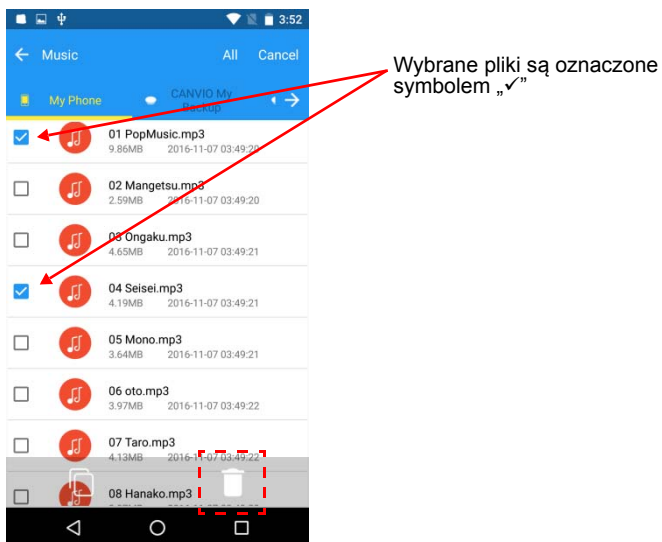 3:52
Music All Cancel
My Phone CANVIO My
Backup
01 PopMusic.mp3
9.86MB 2016-11-07 03:49:20
02 Mangetsu.mp3
2.59MB 2016-11-07 03:49:20
03 Ongaku.mp3
4.65MB 2016-11-07 03:49:21
04 Seisei.mp3
4.19MB 2016-11-07 03:49:21
05 Mono.mp3
3.64MB 2016-11-07 03:49:21
06 oto.mp3
3.97MB 2016-11-07 03:49:22
07 Taro.mp3
4.13MB 2016-11-07 03:49:22
08 Hanako.mp3
Wybrane pliki są oznaczone
symbolem „✓”